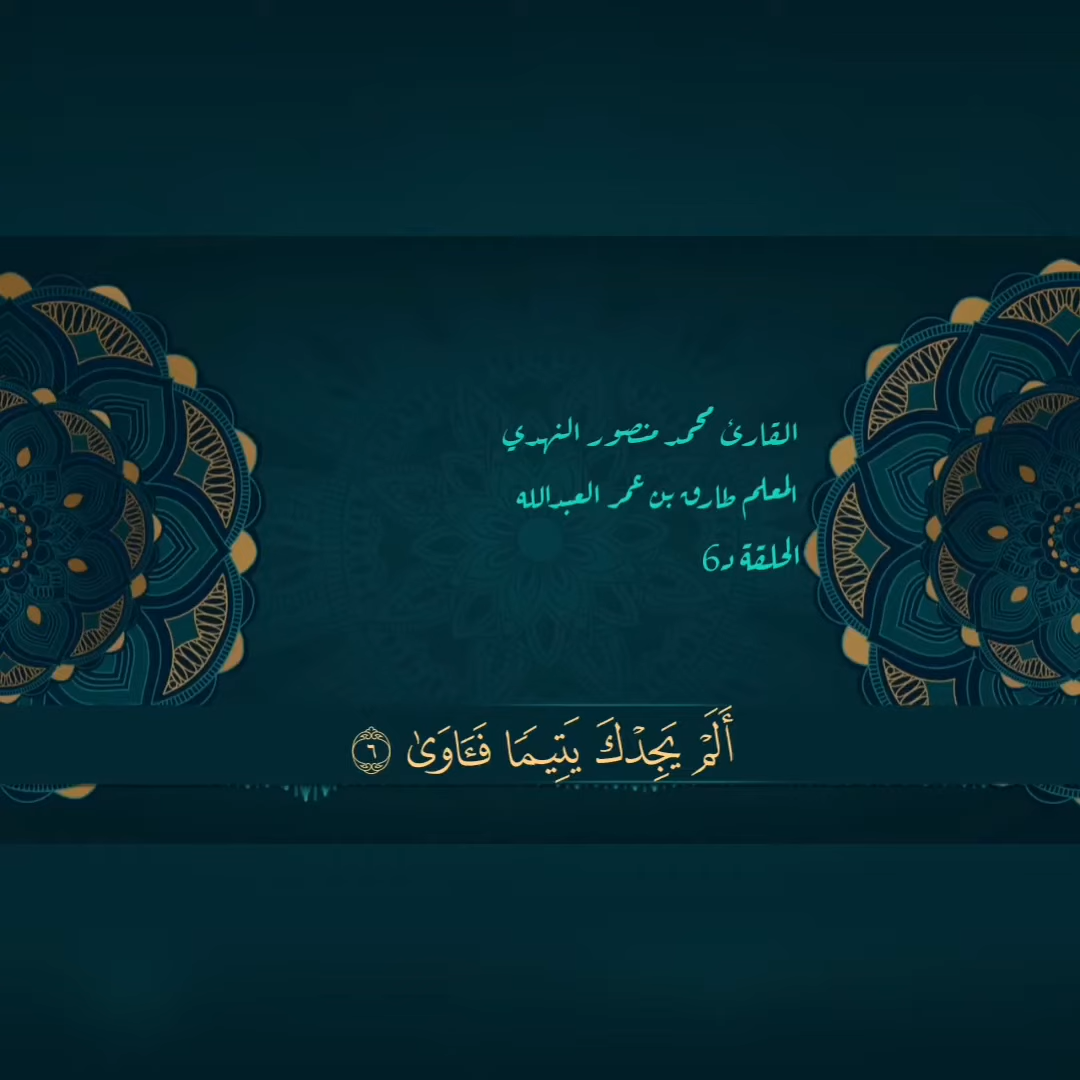 القارئ محمد منصور النهدي
المعلم طارق بن عمر العبدالله
الحلقة د6
أَلَمْ يَجِدْكَ يَتِيمًا فَـَٔاوَىٰ ٦